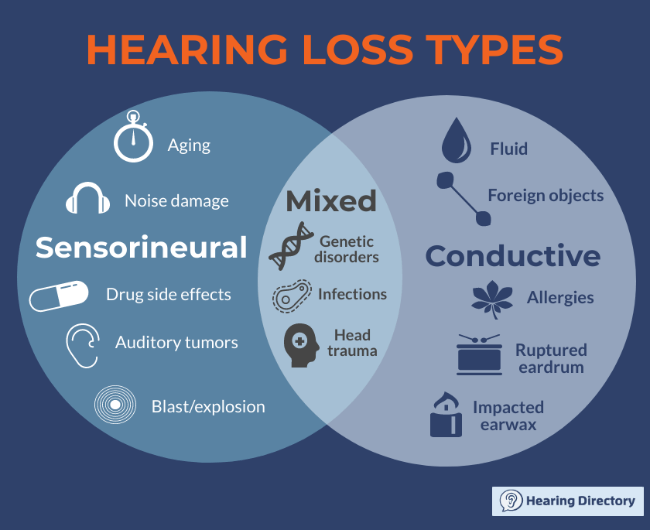 HEARING LOSS TYPES
Sensorineural
Aging
Noise damage
Drug side effects
Auditory tumors
Blast/explosion
Mixed
Genetic
disorders
Infections
Head
trauma
Conductive
Fluid
Foreign objects
Allergies
Ruptured
eardrum
Impacted
earwax
Hearing Directory